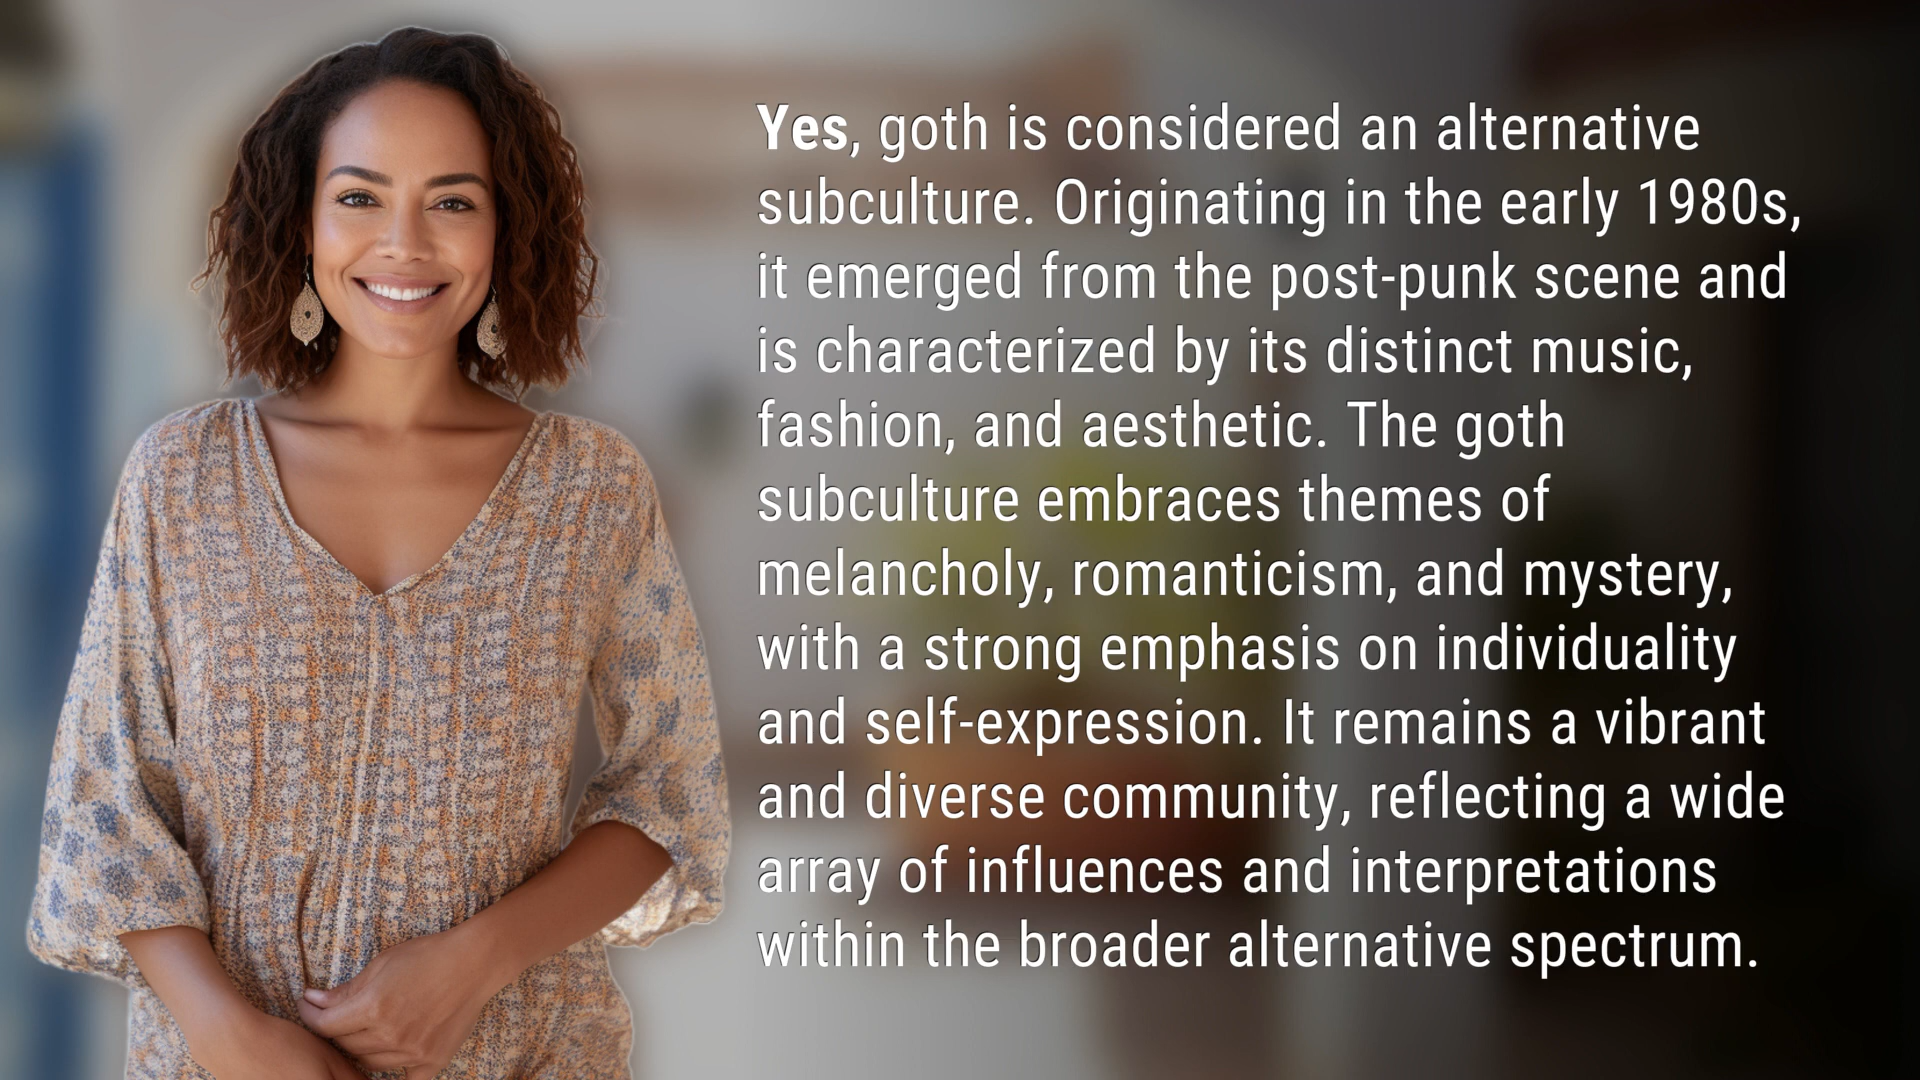 Yes, goth is considered an alternative
subculture. Originating in the early 1980s,
it emerged from the post-punk scene and
is characterized by its distinct music,
fashion, and aesthetic. The goth
subculture embraces themes of
melancholy, romanticism, and mystery,
with a strong emphasis on individuality
and self-expression. It remains a vibrant
and diverse community, reflecting a wide
array of influences and interpretations
within the broader alternative spectrum.